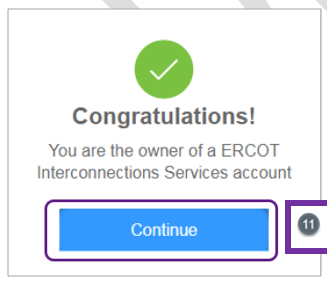 Congratulations!
You are the owner of a ERCOT
Interconnections Services account
Continue
11